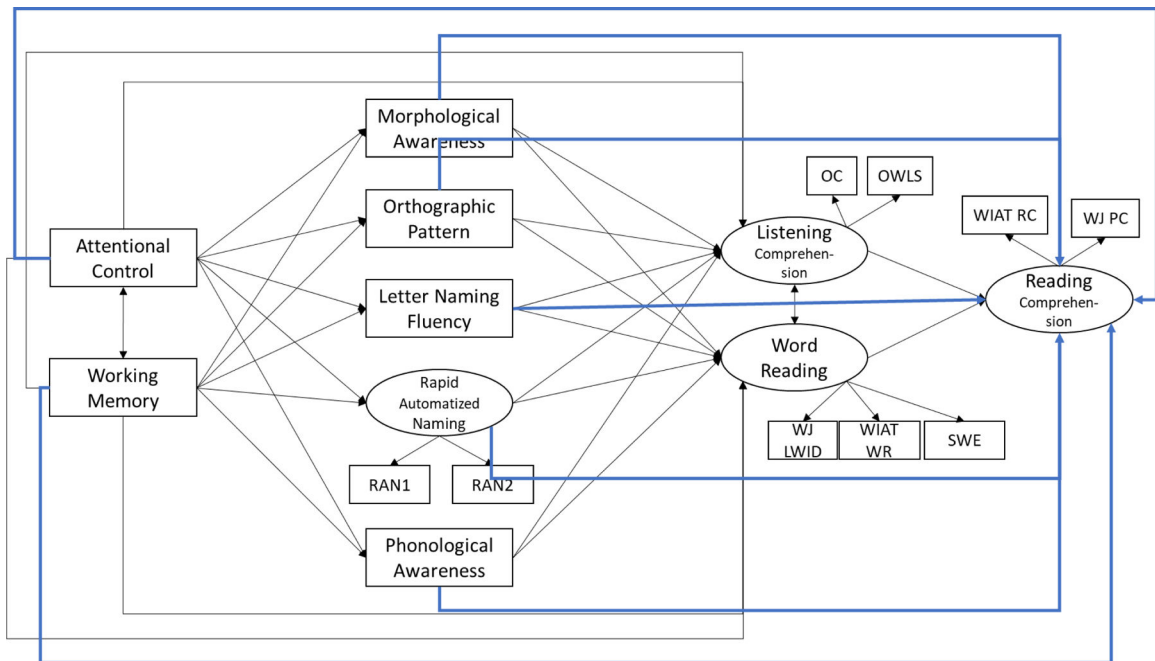 Morphological
Awareness
Orthographic
Pattern
OC
OWLS
WIAT RC
WJ PC
Attentional
Control
Listening
Comprehen-
sion
Letter Naming
Fluency
Reading
Comprehen-
sion
Working
Memory
Word
Reading
Rapid
Automatized
Naming
WJ
LWID
WIAT
WR
SWE
RAN1
RAN2
Phonological
Awareness